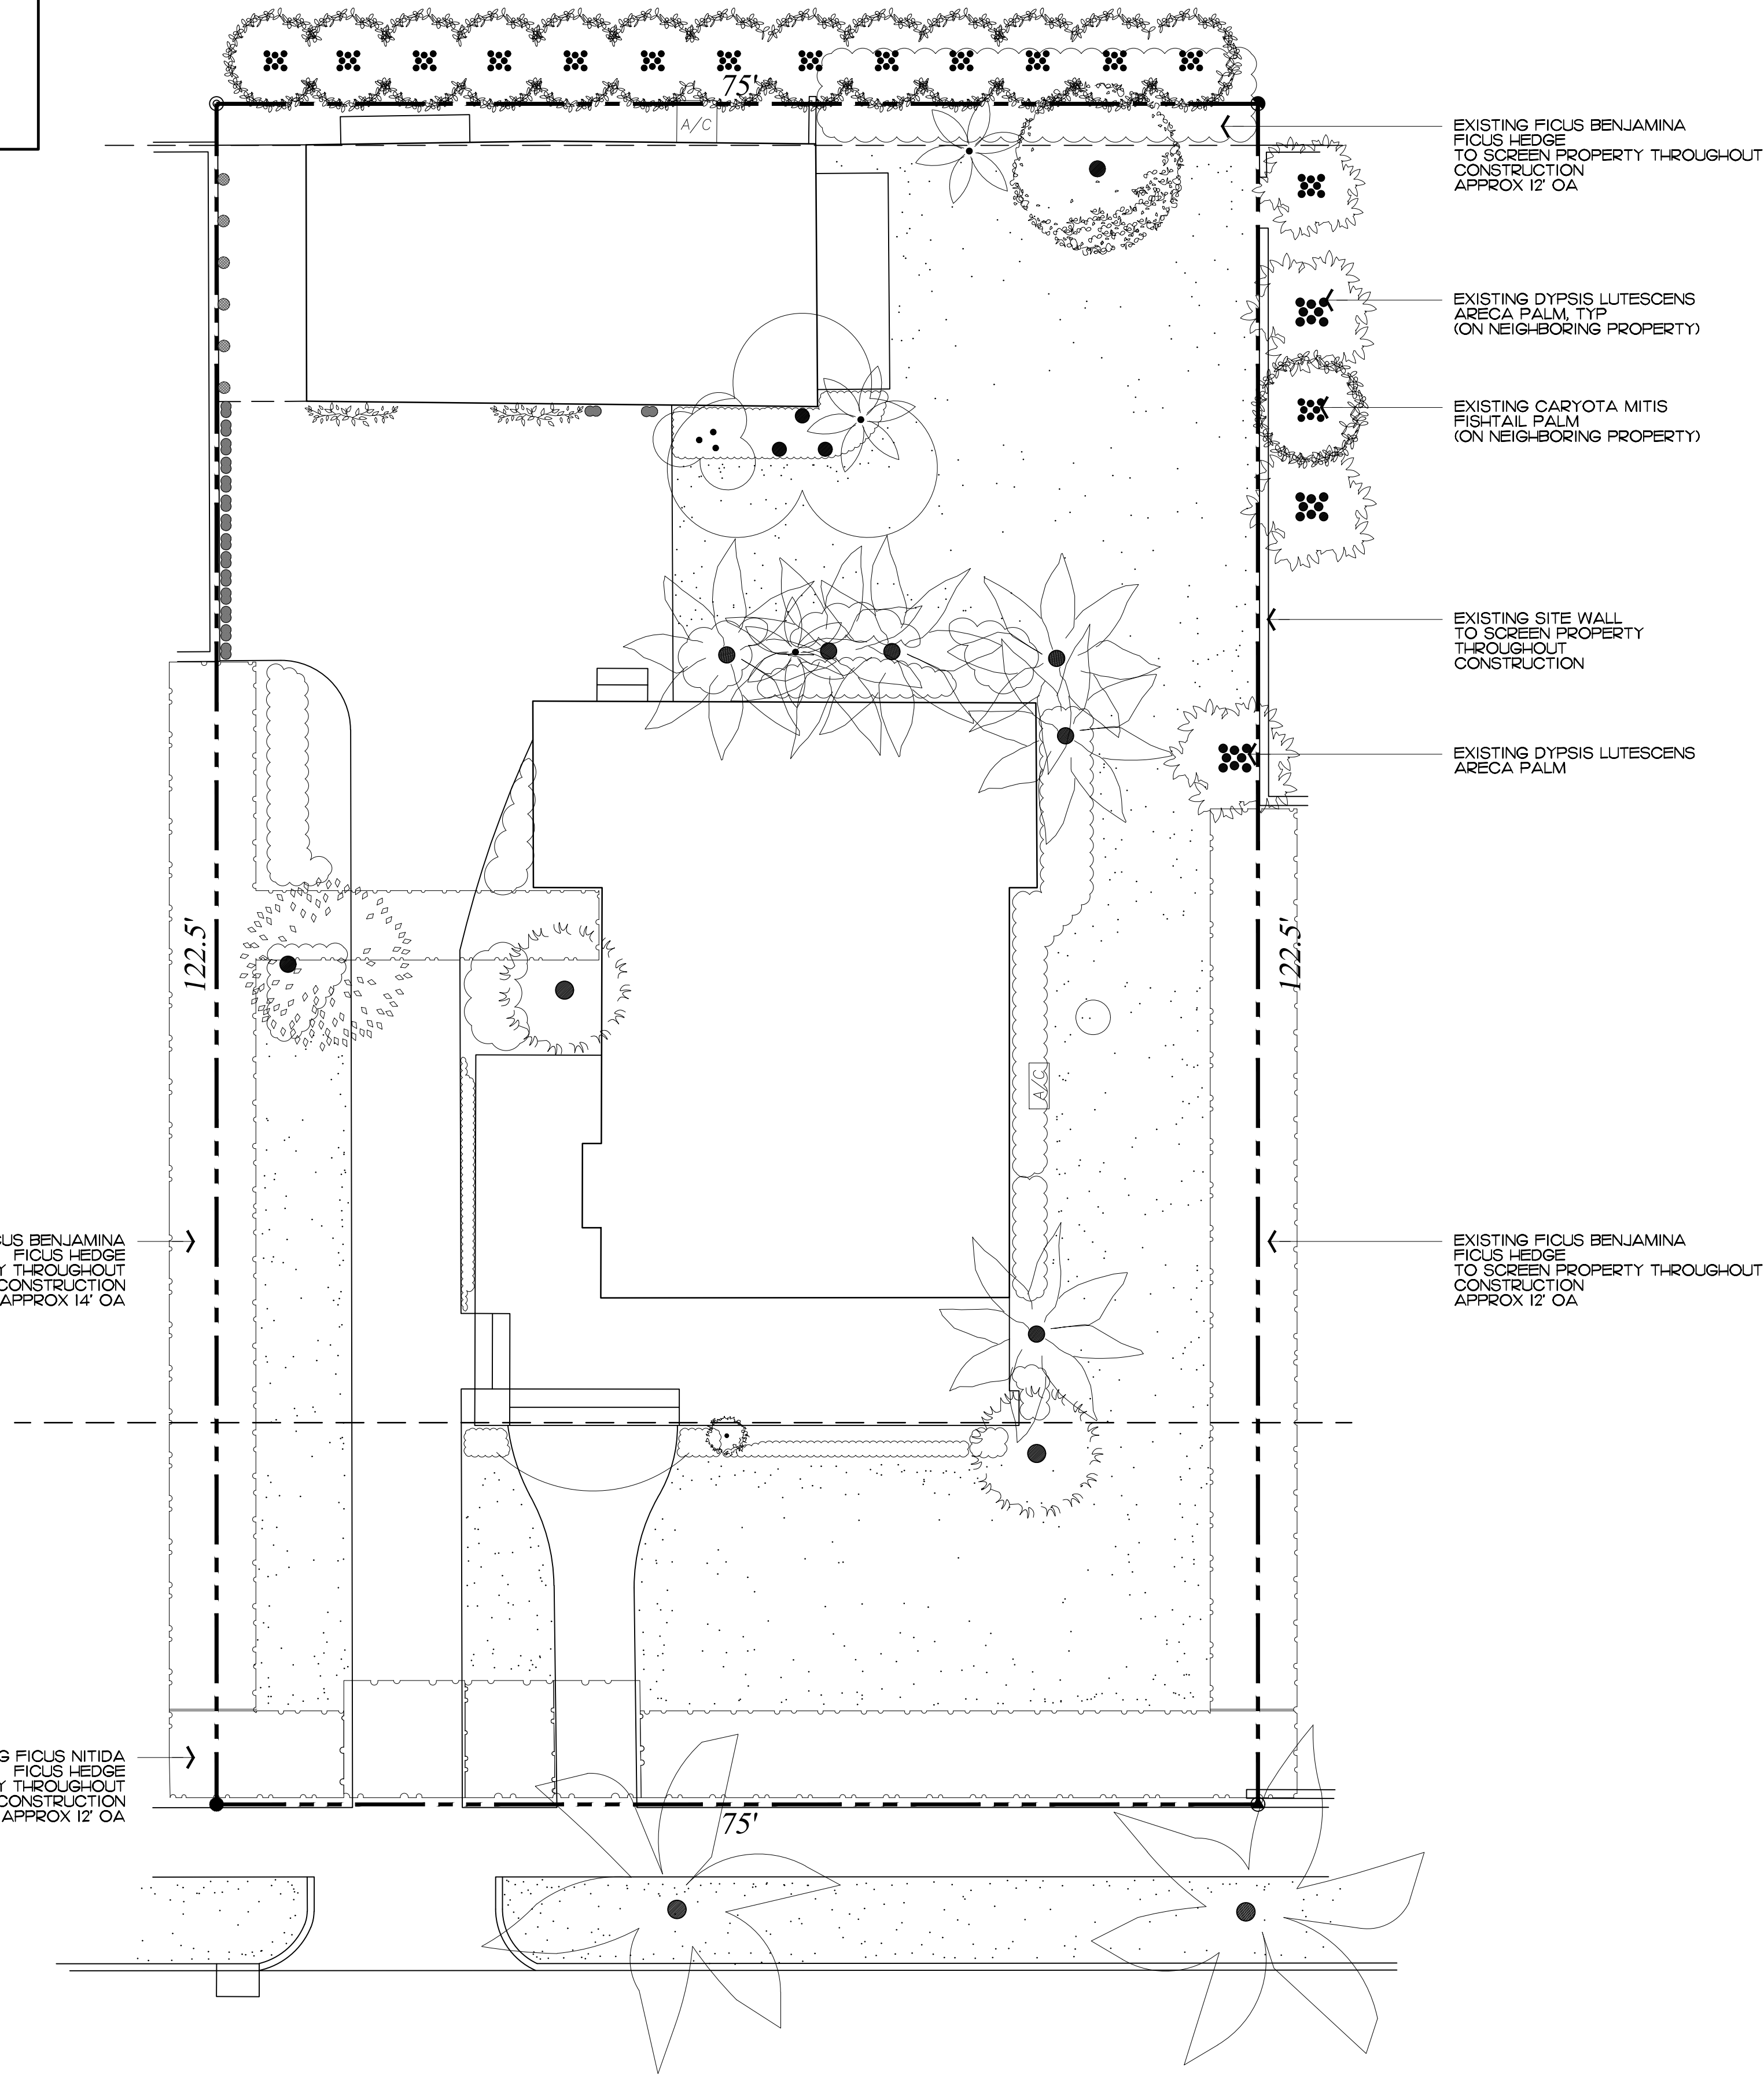 75'
A/C
EXISTING FICUS BENJAMINA
FICUS HEDGE
TO SCREEN PROPERTY THROUGHOUT
CONSTRUCTION
APPROX 12' OA
EXISTING DYPSIS LUTESCENS
ARECA PALM, TYP
(ON NEIGHBORING PROPERTY)
EXISTING CARYOTA MITIS
FISHTAIL PALM
(ON NEIGHBORING PROPERTY)
EXISTING SITE WALL
TO SCREEN PROPERTY
THROUGHOUT
CONSTRUCTION
EXISTING DYPSIS LUTESCENS
ARECA PALM
122.5'
122.5'
A/C
CUS BENJAMINA
FICUS HEDGE
Y THROUGHOUT
CONSTRUCTION
APPROX 14' OA
EXISTING FICUS BENJAMINA
FICUS HEDGE
TO SCREEN PROPERTY THROUGHOUT
CONSTRUCTION
APPROX 12' OA
G FICUS NITIDA
FICUS HEDGE
Y THROUGHOUT
CONSTRUCTION
APPROX 12' OA
75'